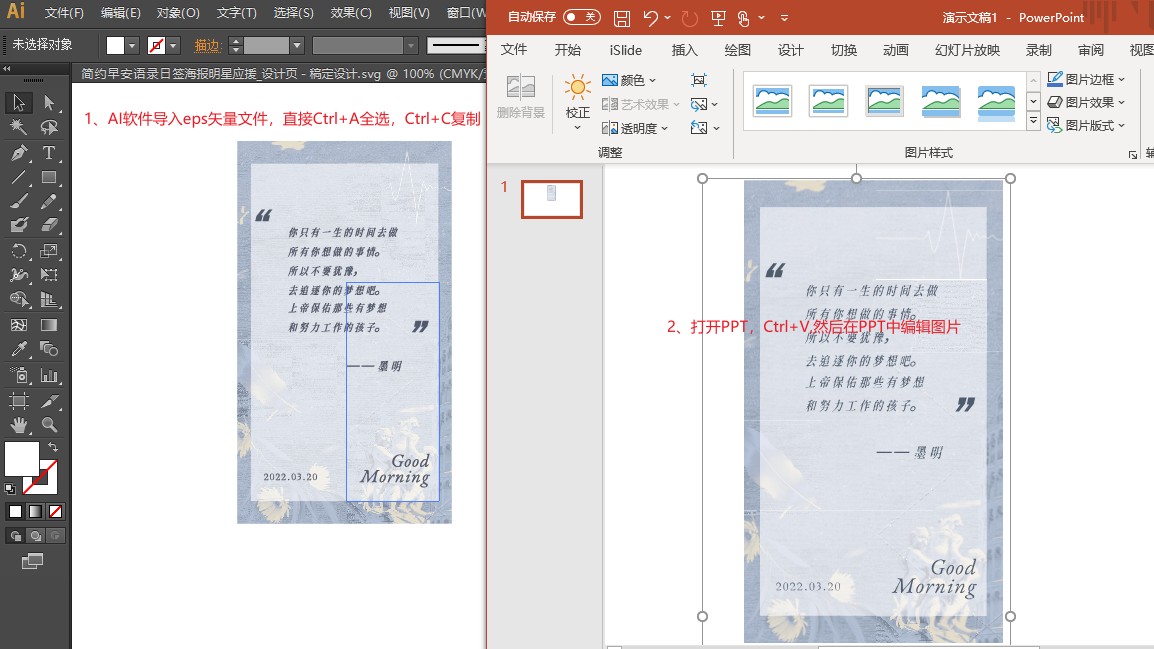 Ai 文件(F) 编辑(E) 对象(O) 文字(T) 选择(S) 效果(C) 视图(V) 窗口(W
未选择对象 描边:
简约早安语录日签海报明星应援_设计页 - 稿定设计.svg @ 100% (CMYK/
1、AI软件导入eps矢量文件，直接Ctrl+A全选，Ctrl+C复制
“
你只有一生的时间去做
所有你想做的事情。
所以不要犹豫，
去追逐你的梦想吧。
上帝保佑那些有梦想
和努力工作的孩子。
”
——墨明
Good
Morning
2022.03.20
自动保存 关 演示文稿1 - PowerPoint
文件 开始 iSlide 插入 绘图 设计 切换 动画 幻灯片放映 录制 审阅 视图
删除背景
校正
颜色
艺术效果
透明度
调整
图片边框
图片效果
图片版式
图片样式
1
2、打开PPT，Ctrl+V,然后在PPT中编辑图片
“
你只有一生的时间去做
所有你想做的事情。
所以不要犹豫，
去追逐你的梦想吧。
上帝保佑那些有梦想
和努力工作的孩子。
”
——墨明
Good
Morning
2022.03.20